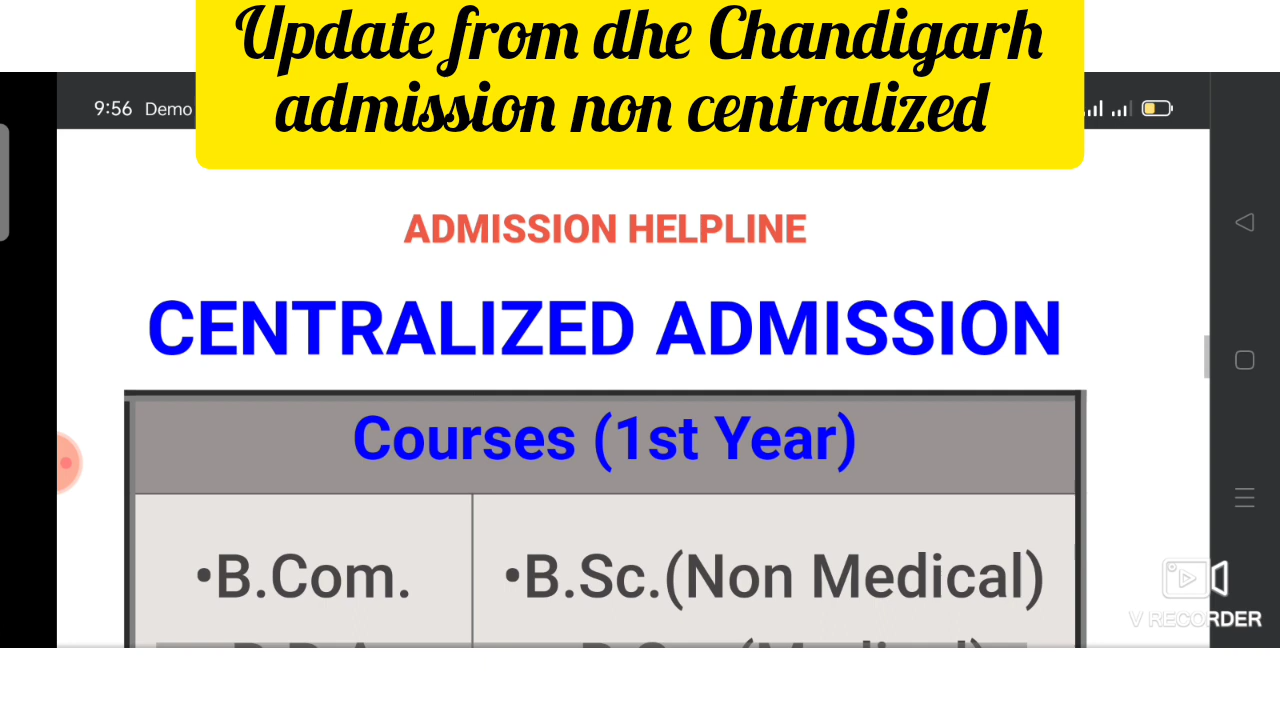 Update from dhe Chandigarh
admission non centralized
9:56 Demo
ADMISSION HELPLINE
CENTRALIZED ADMISSION
Courses (1st Year)
•B.Com.
•B.Sc.(Non Medical)
V RECORDER